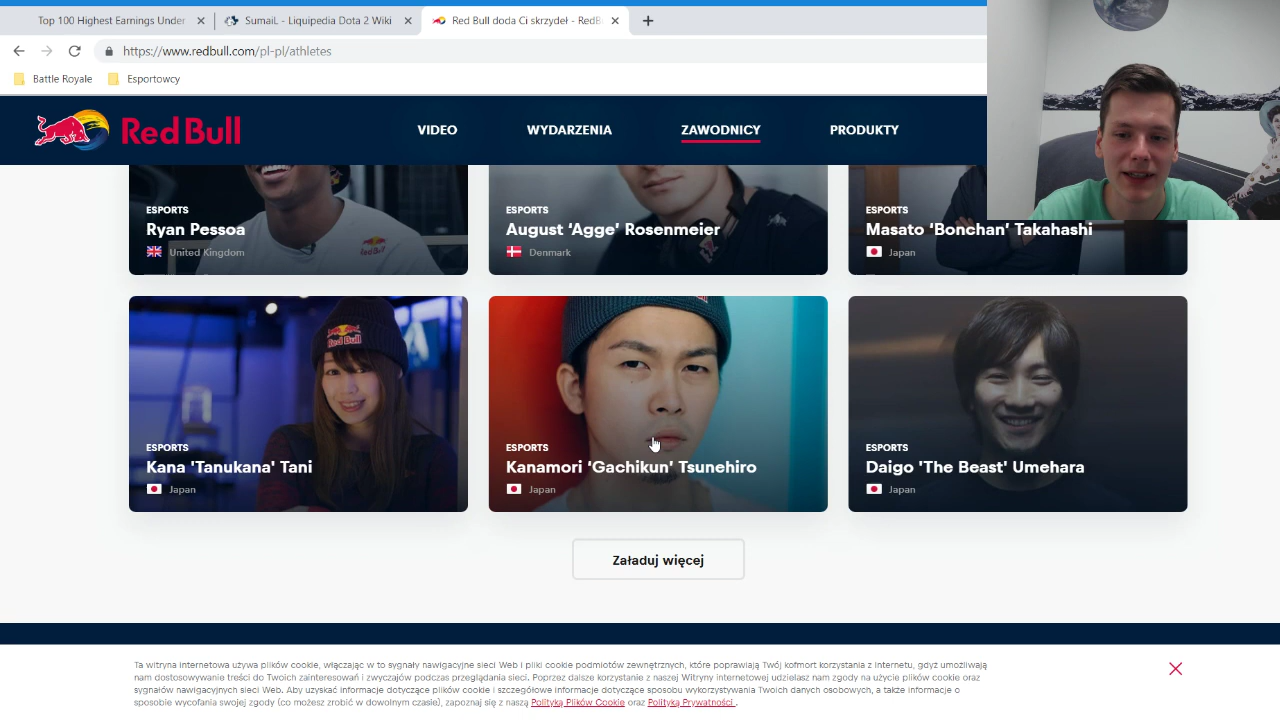 Top 100 Highest Earnings Under
SumaiL - Liquipedia Dota 2 Wiki
Red Bull doda Ci skrzydeł - RedB
https://www.redbull.com/pl-pl/athletes
Battle Royale
Esportowcy
Red Bull
VIDEO
WYDARZENIA
ZAWODNICY
PRODUKTY
ESPORTS
Ryan Pessoa
United Kingdom
ESPORTS
August 'Agge' Rosenmeier
Denmark
ESPORTS
Masato 'Bonchan' Takahashi
Japan
Red Bull
ESPORTS
Kana 'Tanukana' Tani
Japan
ESPORTS
Kanamori 'Gachikun' Tsunehiro
Japan
ESPORTS
Daigo 'The Beast' Umehara
Japan
Załaduj więcej
Ta witryna internetowa używa plików cookie, włączając w to sygnały nawigacyjne sieci Web i pliki cookie podmiotów zewnętrznych, które poprawiają Twój kofmort korzystania z Internetu, gdyż umożliwiają
nam dostosowywanie treści do Twoich zainteresowań i zwyczajów podczas przeglądania sieci. Poprzez dalsze korzystanie z naszej Witryny internetowej udzielasz nam zgody na użycie plików cookie oraz
sygnałów nawigacyjnych sieci Web. Aby uzyskać informacje dotyczące plików cookie i szczegółowe informacje dotyczące sposobu wykorzystywania Twoich danych osobowych, a także informacje o
sposobie wycofania swojej zgody (co możesz zrobić w dowolnym czasie), zapoznaj się z naszą Polityką Plików Cookie oraz Polityką Prywatności .